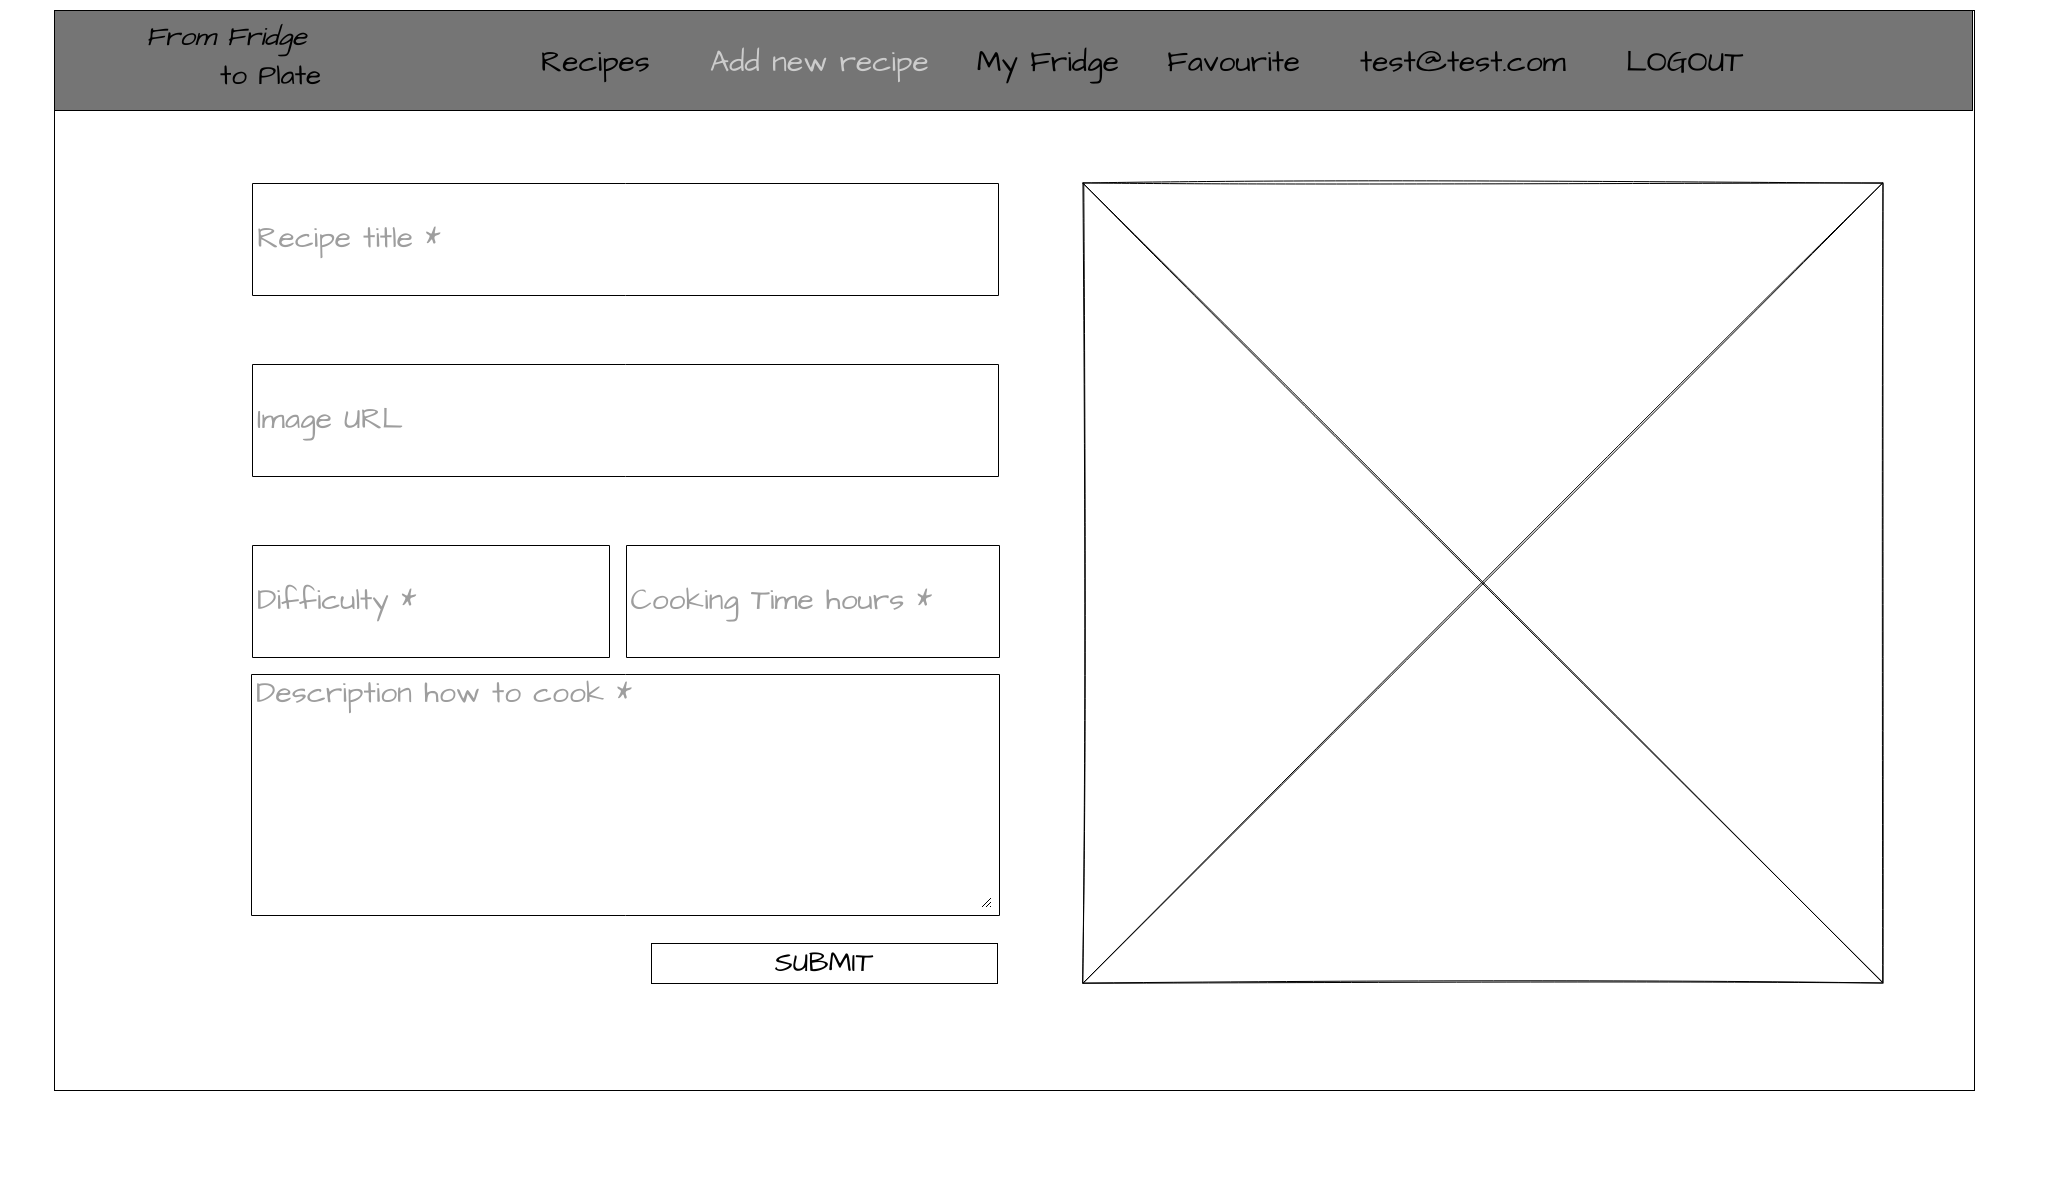 From Fridge
to Plate
Recipes Add new recipe My Fridge Favourite test@test.com LOGOUT
Recipe title *
Image URL
Difficulty * Cooking Time hours *
Description how to cook *
SUBMIT